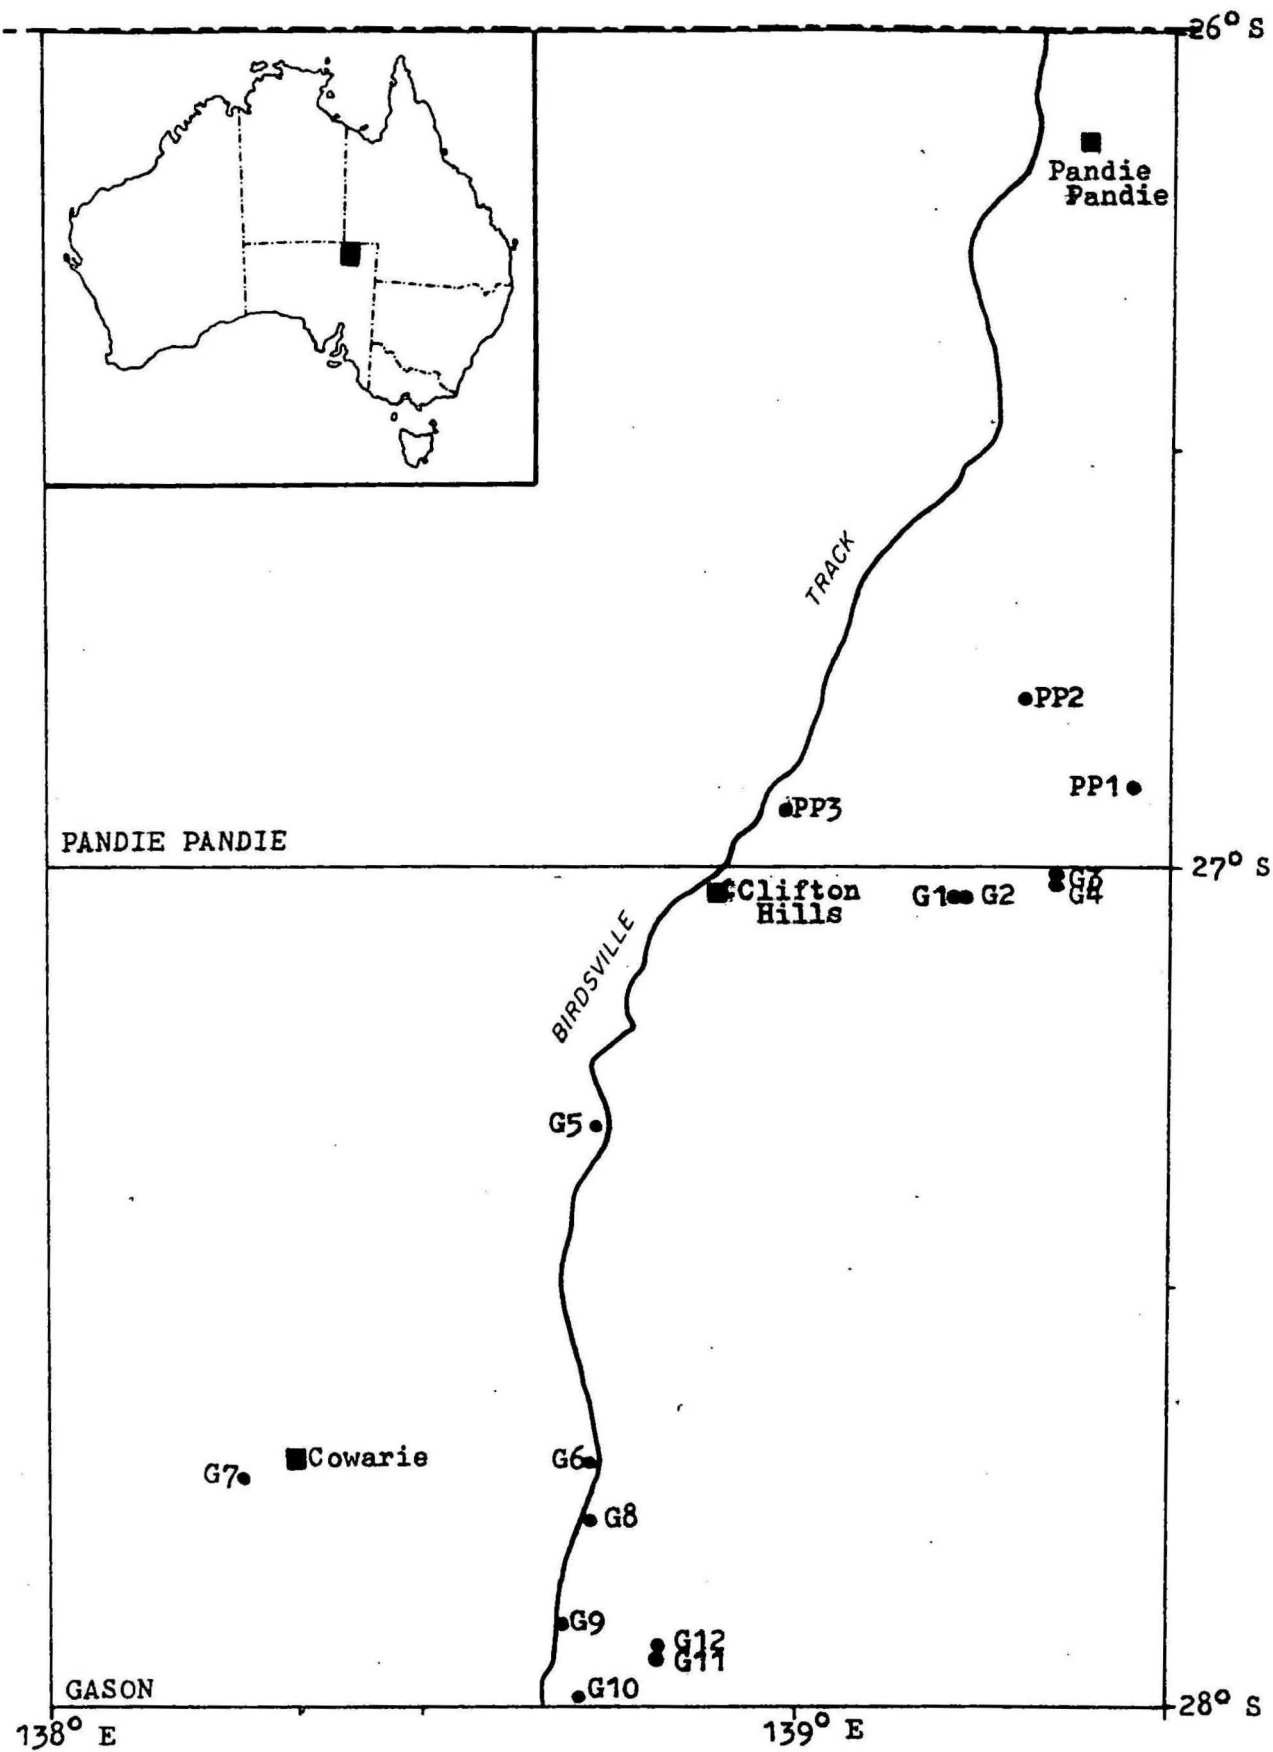 26° S
Pandie
Pandie
TRACK
PP2
PP1
PP3
PANDIE PANDIE
27° S
G3
Clifton
G1 G2 G4
Hills
BIRDSVILLE
G5
Cowarie
G6
G7
G8
G9
G12
G11
GASON
G10
28° S
138° E
139° E